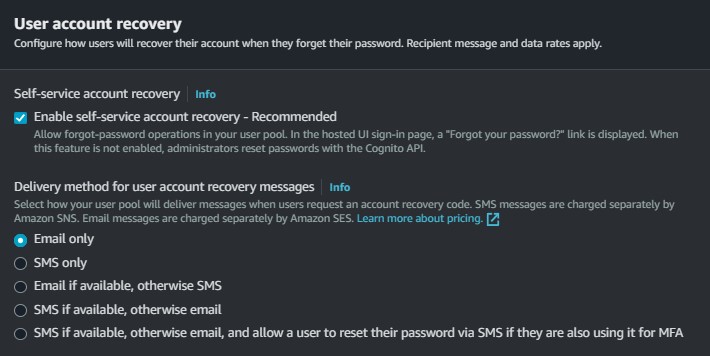 User account recovery
Configure how users will recover their account when they forget their password. Recipient message and data rates apply.
Self-service account recovery | Info
Enable self-service account recovery - Recommended
Allow forgot-password operations in your user pool. In the hosted UI sign-in page, a "Forgot your password?" link is displayed. When
this feature is not enabled, administrators reset passwords with the Cognito API.
Delivery method for user account recovery messages | Info
Select how your user pool will deliver messages when users request an account recovery code. SMS messages are charged separately by
Amazon SNS. Email messages are charged separately by Amazon SES. Learn more about pricing.
Email only
SMS only
Email if available, otherwise SMS
SMS if available, otherwise email
SMS if available, otherwise email, and allow a user to reset their password via SMS if they are also using it for MFA